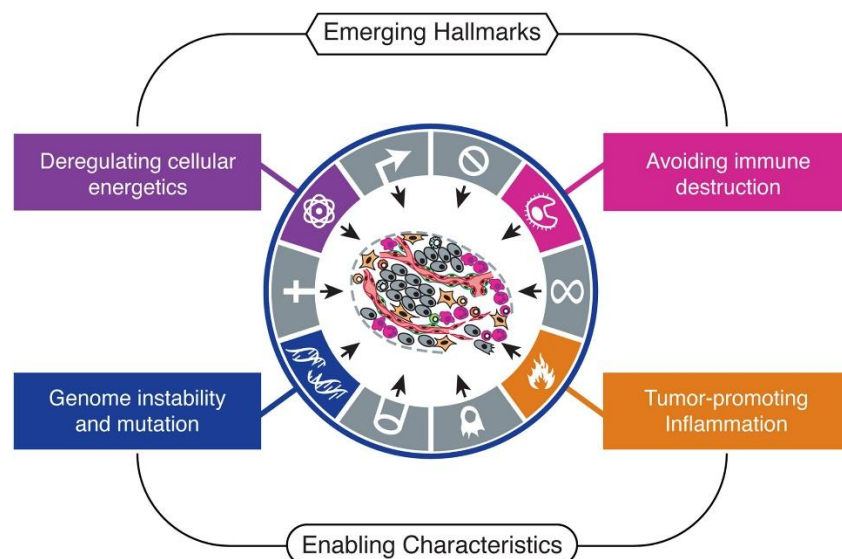 Emerging Hallmarks
Deregulating cellular
energetics
Avoiding immune
destruction
Genome instability
and mutation
Tumor-promoting
Inflammation
Enabling Characteristics